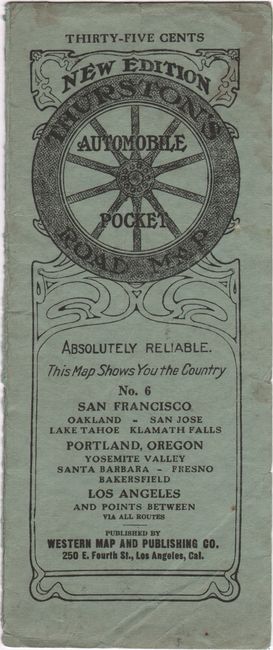 THIRTY-FIVE CENTS
NEW EDITION
THURSTON'S
AUTOMOBILE
POCKET
ROAD MAP
ABSOLUTELY RELIABLE.
This Map Shows You the Country
No. 6
SAN FRANCISCO
OAKLAND - SAN JOSE
LAKE TAHOE KLAMATH FALLS
PORTLAND, OREGON
YOSEMITE VALLEY
SANTA BARBARA - FRESNO
BAKERSFIELD
LOS ANGELES
AND POINTS BETWEEN
VIA ALL ROUTES
PUBLISHED BY
WESTERN MAP AND PUBLISHING CO.
250 E. Fourth St., Los Angeles, Cal.